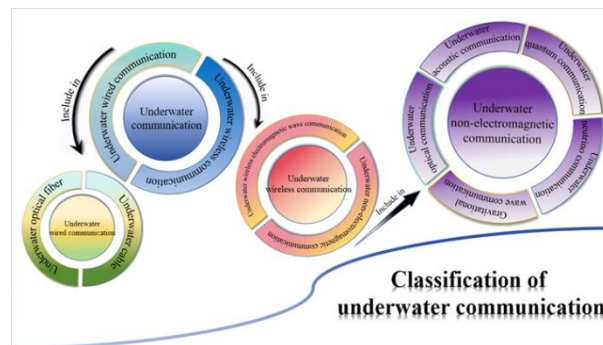 Include in
Underwater wired communication
Underwater wireless communication
Underwater
communication
Include in
Underwater optical fiber
Underwater cable
Underwater
wired communication
Underwater wireless electromagnetic wave communication
Underwater non-electromagnetic
communication
Underwater
wireless communication
Include in
Underwater
optical communication
Underwater
acoustic communication
Underwater
quantum communication
Underwater
neutrino communication
Gravitational
wave communication
Underwater
non-electromagnetic
communication
Classification of
underwater communication